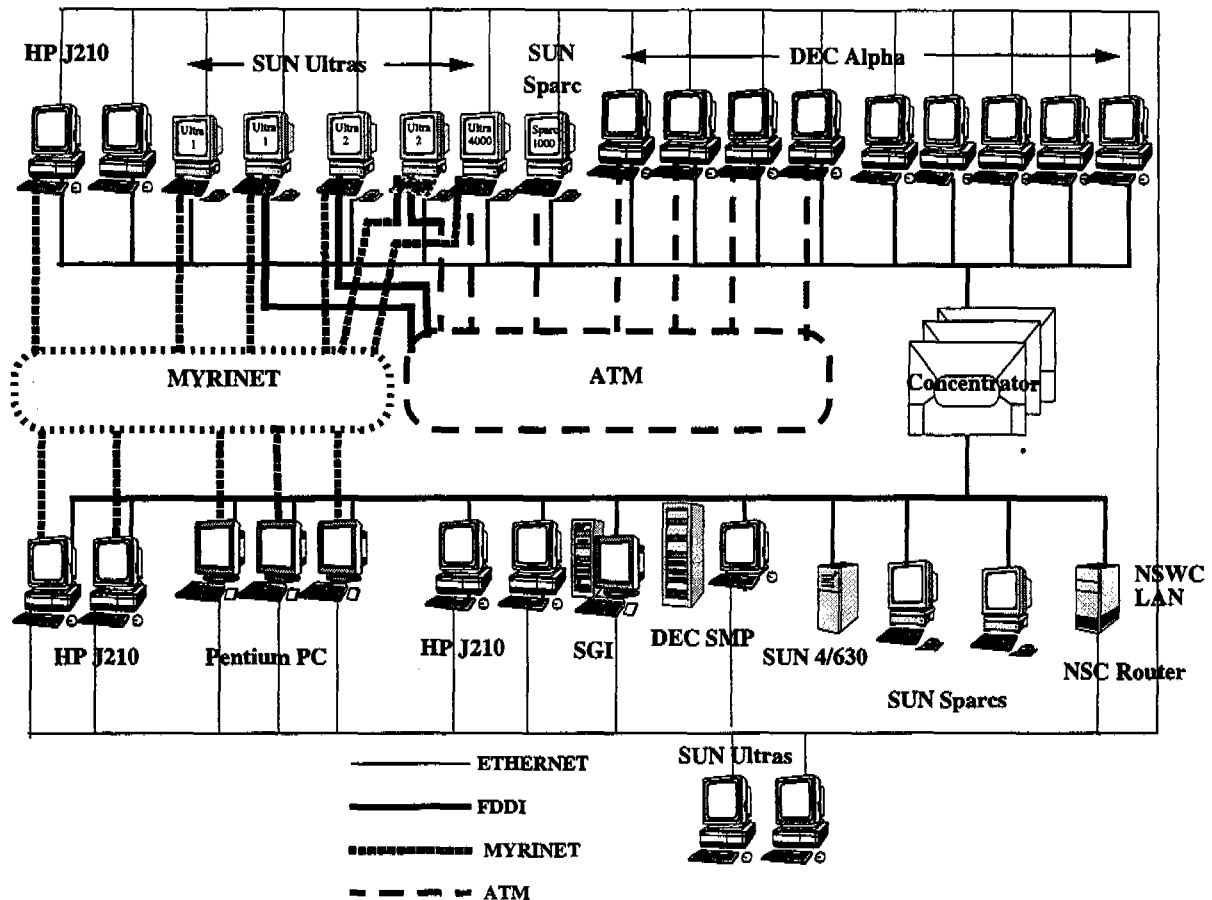 HP J210
SUN Ultras
SUN
Sparc
DEC Alpha
Ultra
1
Ultra
1
Ultra
2
Ultra
2
Ultra
4000
Sparc
1000
MYRINET
ATM
Concentrator
HP J210
Pentium PC
HP J210
SGI
DEC SMP
SUN 4/630
SUN Sparcs
NSWC
LAN
NSC Router
SUN Ultras
ETHERNET
FDDI
MYRINET
ATM